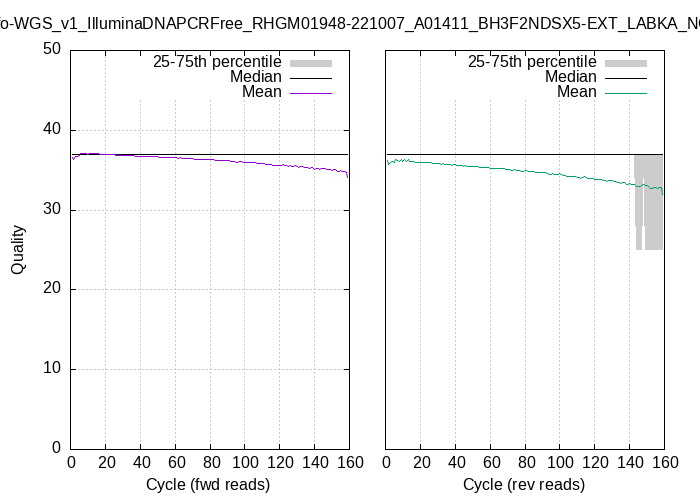 o-WGS_v1_IlluminaDNAPCRFree_RHGM01948-221007_A01411_BH3F2NDSX5-EXT_LABKA_N
25-75th percentile
Median
Mean
25-75th percentile
Median
Mean
Quality
50
40
30
20
10
0
0 20 40 60 80 100 120 140 160
0 20 40 60 80 100 120 140 160
Cycle (fwd reads)
Cycle (rev reads)